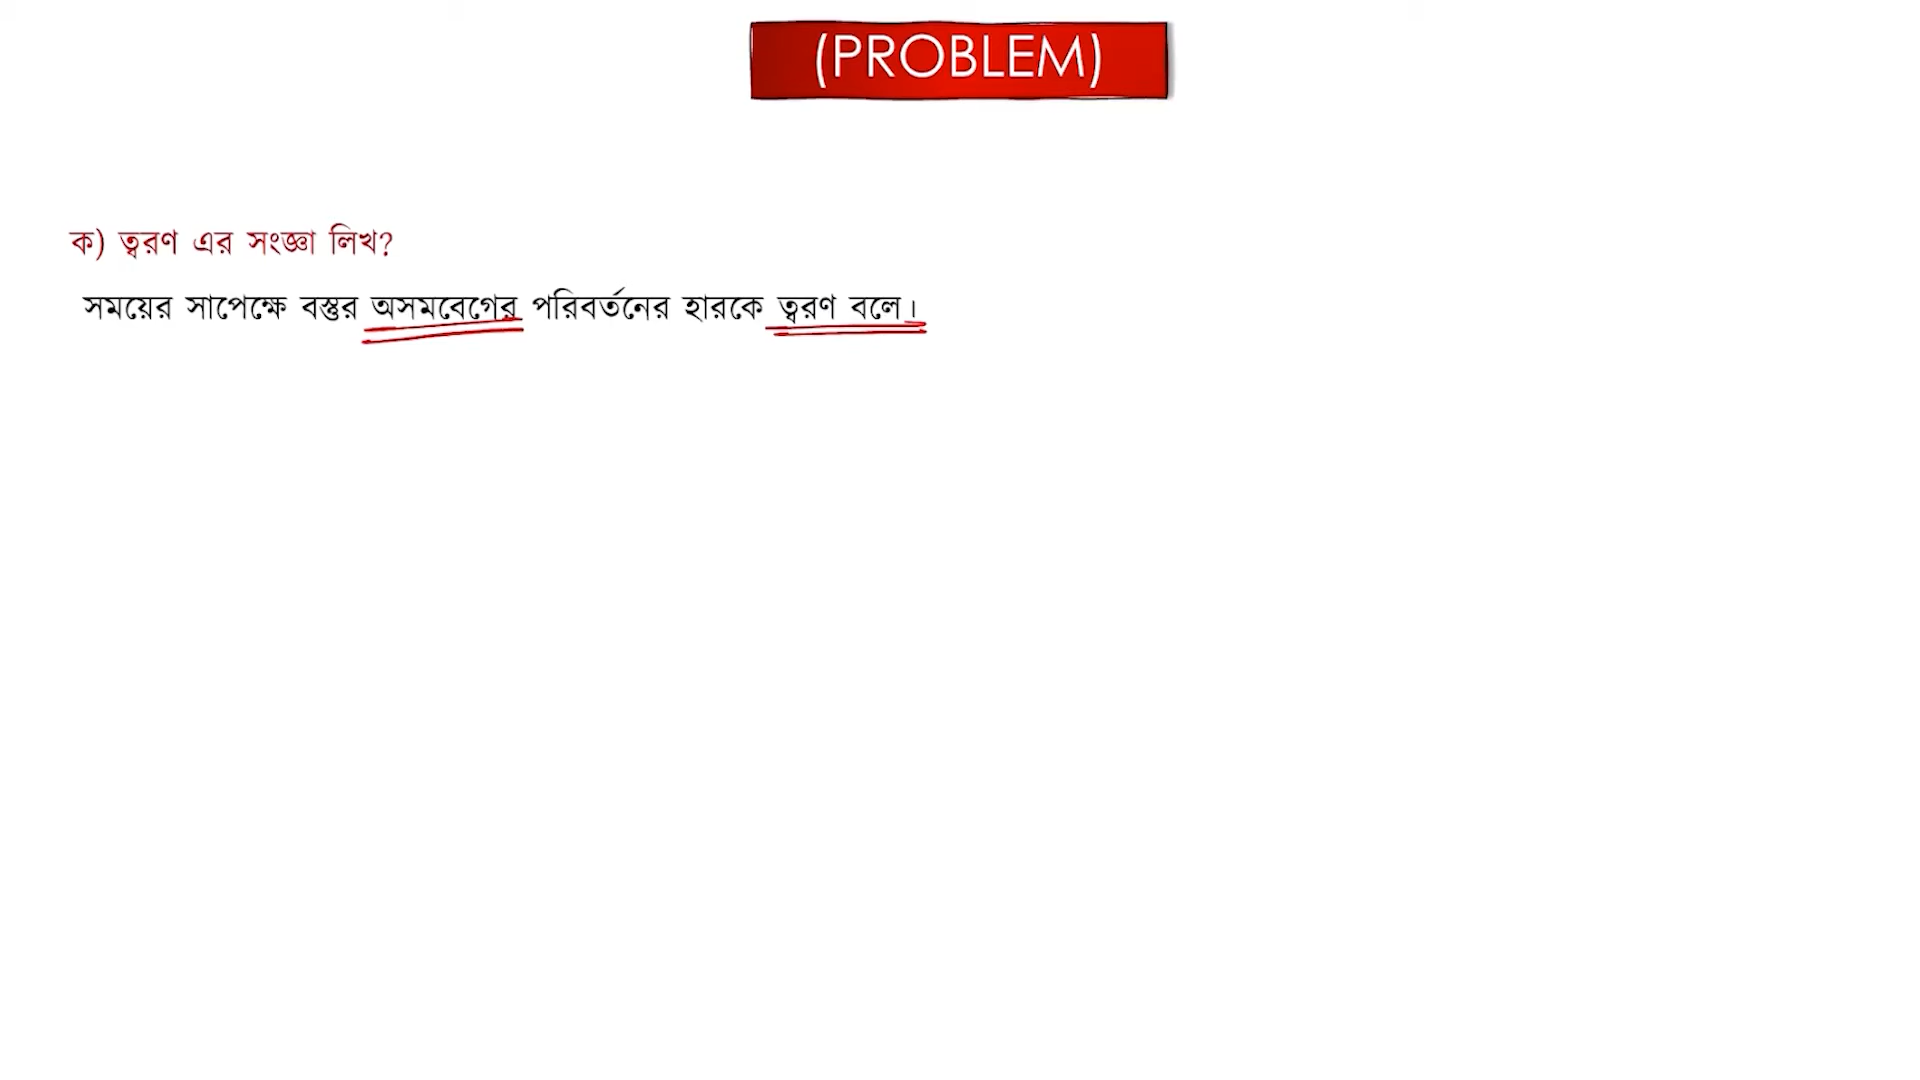 (PROBLEM)
ক) ত্বরণ এর সংজ্ঞা লিখ?
সময়ের সাপেক্ষে বস্তুর অসমবেগের পরিবর্তনের হারকে ত্বরণ বলে।